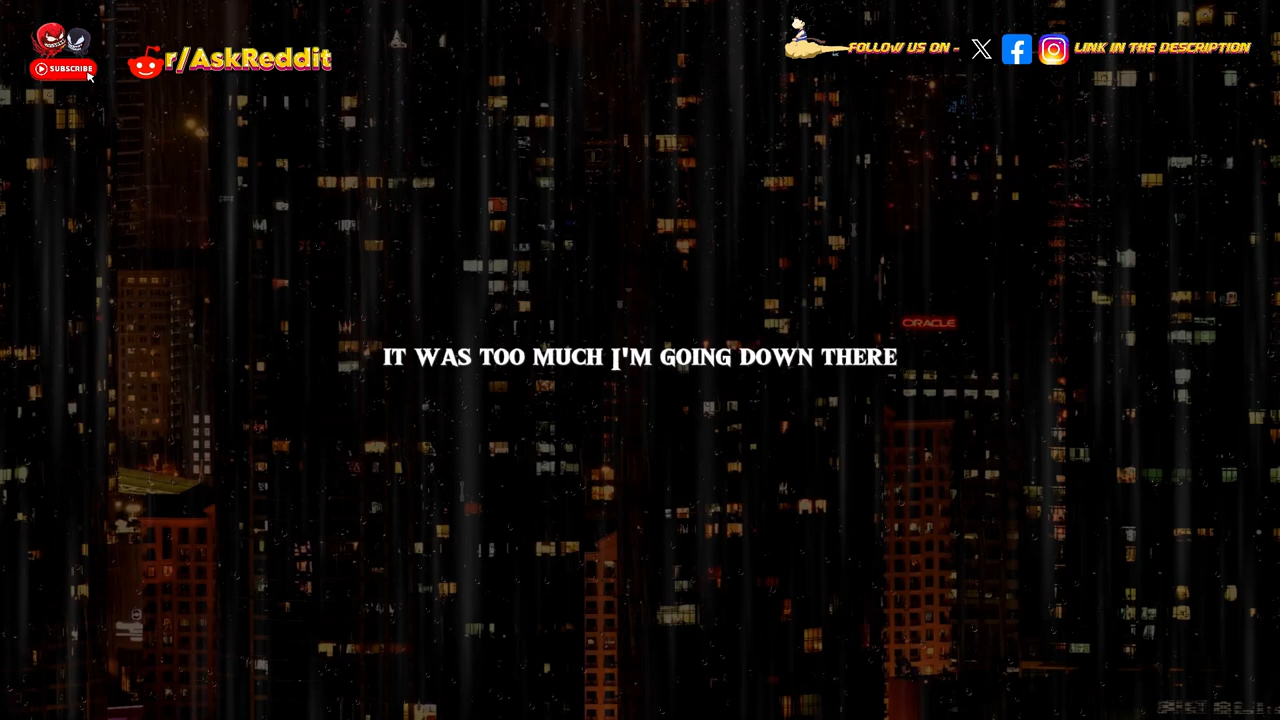 SUBSCRIBE
r/AskReddit
FOLLOW US ON -
LINK IN THE DESCRIPTION
ORACLE
IT WAS TOO MUCH I'M GOING DOWN THERE